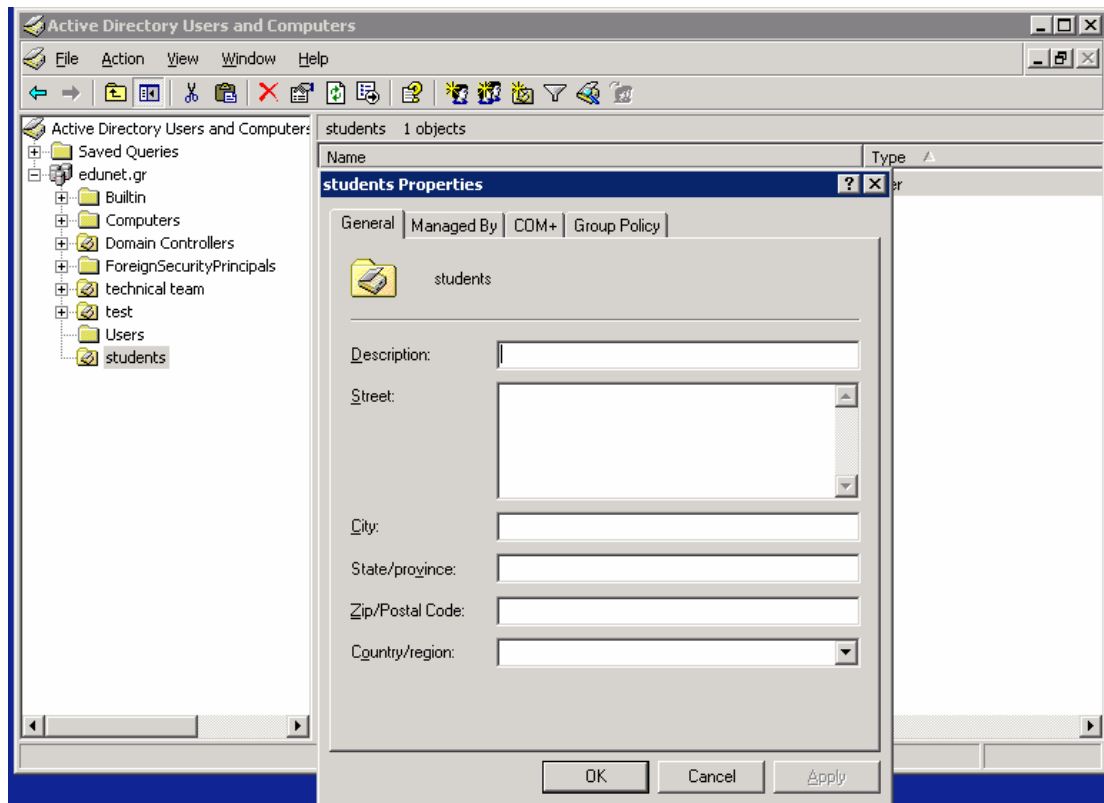 Active Directory Users and Computers
File Action View Window Help
Active Directory Users and Computers
students 1 objects
Saved Queries
Name Type
edunet.gr
students Properties
Builtin
Computers
General Managed By COM+ Group Policy
Domain Controllers
ForeignSecurityPrincipals
technical team
students
test
Users
students
Description:
Street:
City:
State/province:
Zip/Postal Code:
Country/region:
OK Cancel Apply